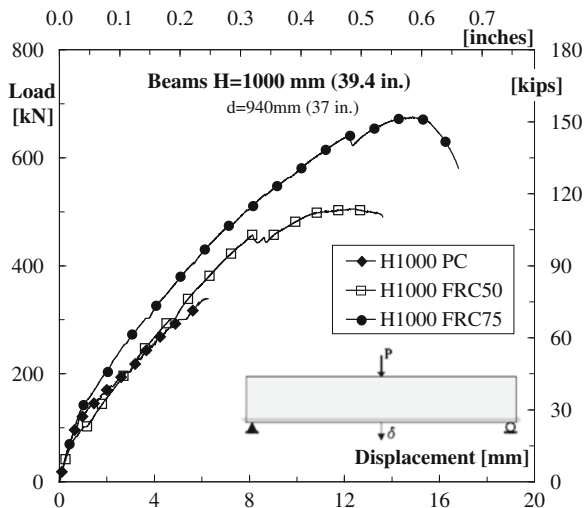 0.0 0.1 0.2 0.3 0.4 0.5 0.6 0.7
[inches]
Load
[kN]
Beams H=1000 mm (39.4 in.)
d=940mm (37 in.)
[kips]
800
600
400
200
0
180
150
120
90
60
30
0
H1000 PC
H1000 FRC50
H1000 FRC75
P
δ
Displacement [mm]
0 4 8 12 16 20